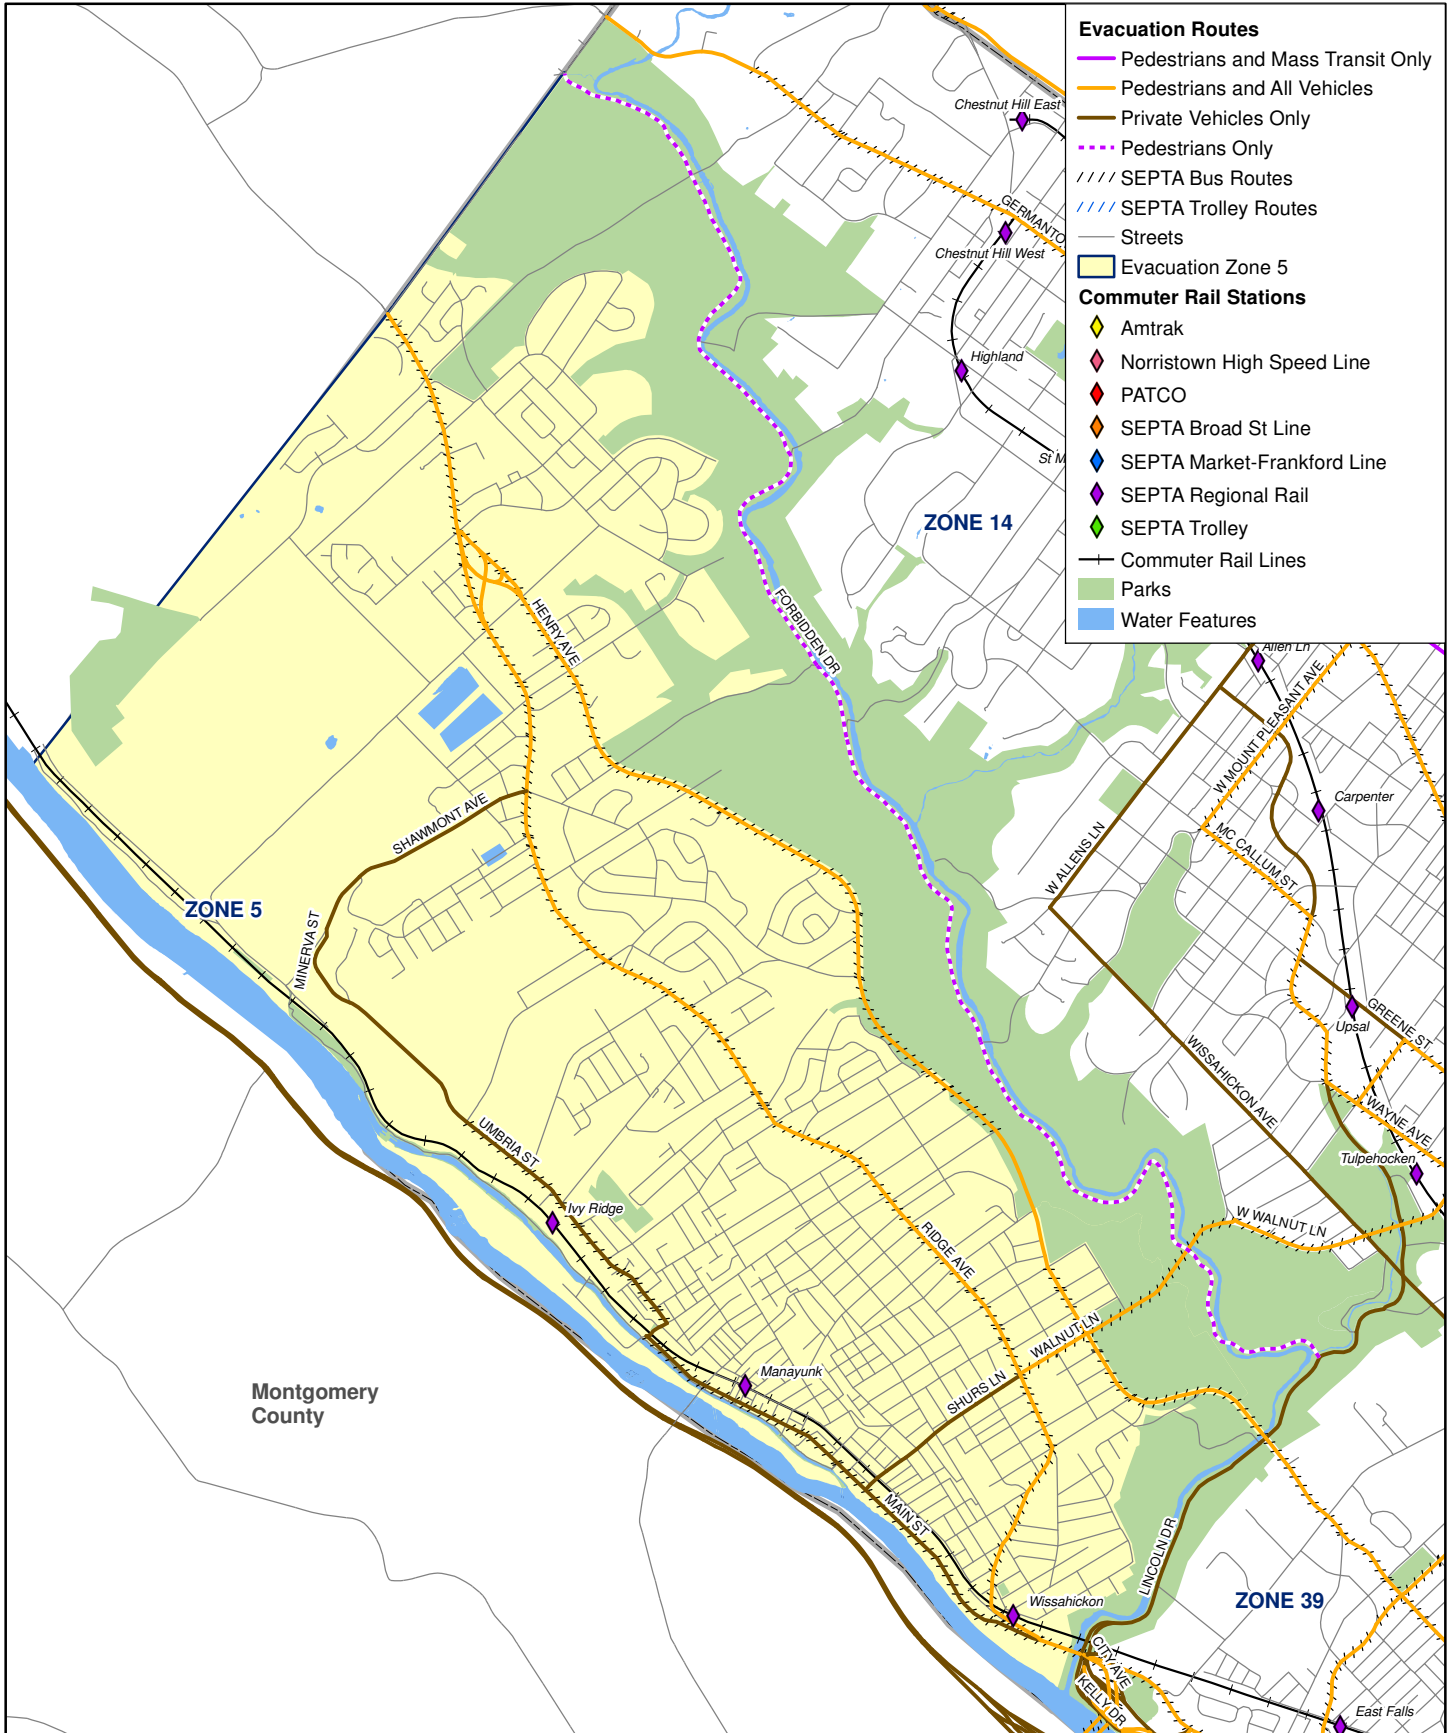 Evacuation Routes
Pedestrians and Mass Transit Only
Pedestrians and All Vehicles
Private Vehicles Only
Pedestrians Only
SEPTA Bus Routes
SEPTA Trolley Routes
Streets
Evacuation Zone 5
Commuter Rail Stations
Amtrak
Norristown High Speed Line
PATCO
SEPTA Broad St Line
SEPTA Market-Frankford Line
SEPTA Regional Rail
SEPTA Trolley
Commuter Rail Lines
Parks
Water Features
Chestnut Hill East
GERMANTO
Chestnut Hill West
Highland
St M
ZONE 14
FORBIDDEN DR
HENRY AVE
Allen Ln
W MOUNT PLEASANT AVE
Carpenter
SHAWMONT AVE
W ALLENS LN
MC CALLUM ST
ZONE 5
MINERVA ST
GREENE ST
Upsal
WISSAHICKON AVE
WAYNE AVE
UMBRIA ST
Tulpehocken
Ivy Ridge
W WALNUT LN
RIDGE AVE
WALNUT LN
Manayunk
SHURS LN
Montgomery
County
MAIN ST
LINCOLN DR
Wissahickon
ZONE 39
CITY AVE
KELLY DR
East Falls